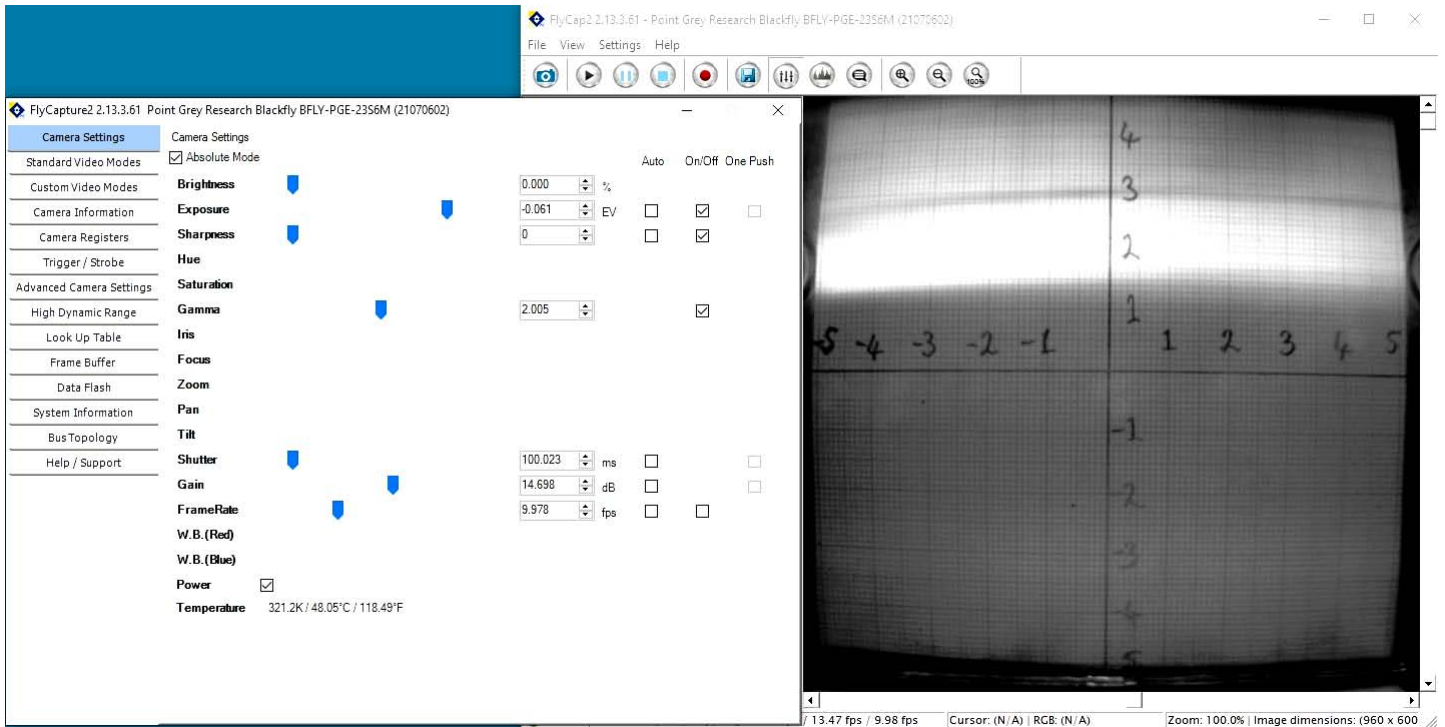 FlyCap2 2.13.3.61 - Point Grey Research Blackfly BFLY-PGE-23S6M (21070602)
File View Settings Help
100%
FlyCapture2 2.13.3.61 Point Grey Research Blackfly BFLY-PGE-23S6M (21070602)
Camera Settings
Standard Video Modes
Custom Video Modes
Camera Information
Camera Registers
Trigger / Strobe
Advanced Camera Settings
High Dynamic Range
Look Up Table
Frame Buffer
Data Flash
System Information
Bus Topology
Help / Support
Camera Settings
Absolute Mode
Auto On/Off One Push
Brightness 0.000 %
Exposure -0.061 EV
Sharpness 0
Hue
Saturation
Gamma 2.005
Iris
Focus
Zoom
Pan
Tilt
Shutter 100.023 ms
Gain 14.698 dB
FrameRate 9.978 fps
W.B.(Red)
W.B.(Blue)
Power
Temperature 321.2K / 48.05°C / 118.49°F
4
3
2
1
-5 -4 -3 -2 -1 1 2 3 4 5
-1
-2
-3
-4
-5
/ 13.47 fps / 9.98 fps Cursor: (N/A) | RGB: (N/A) Zoom: 100.0% | Image dimensions: (960 x 600